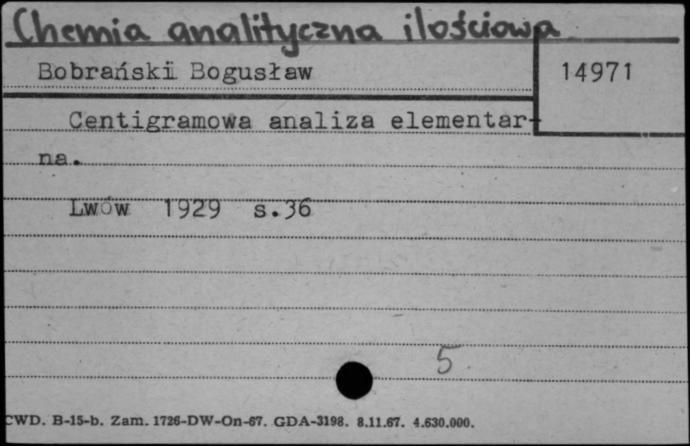 Chemia analityczna ilościowa
Bobrański Bogusław 14971
Centigramowa analiza elementar-
na.
Lwów 1929 s.36
5
CWD. B-15-b. Zam. 1726-DW-On-67. GDA-3198. 8.11.67. 4.630.000.